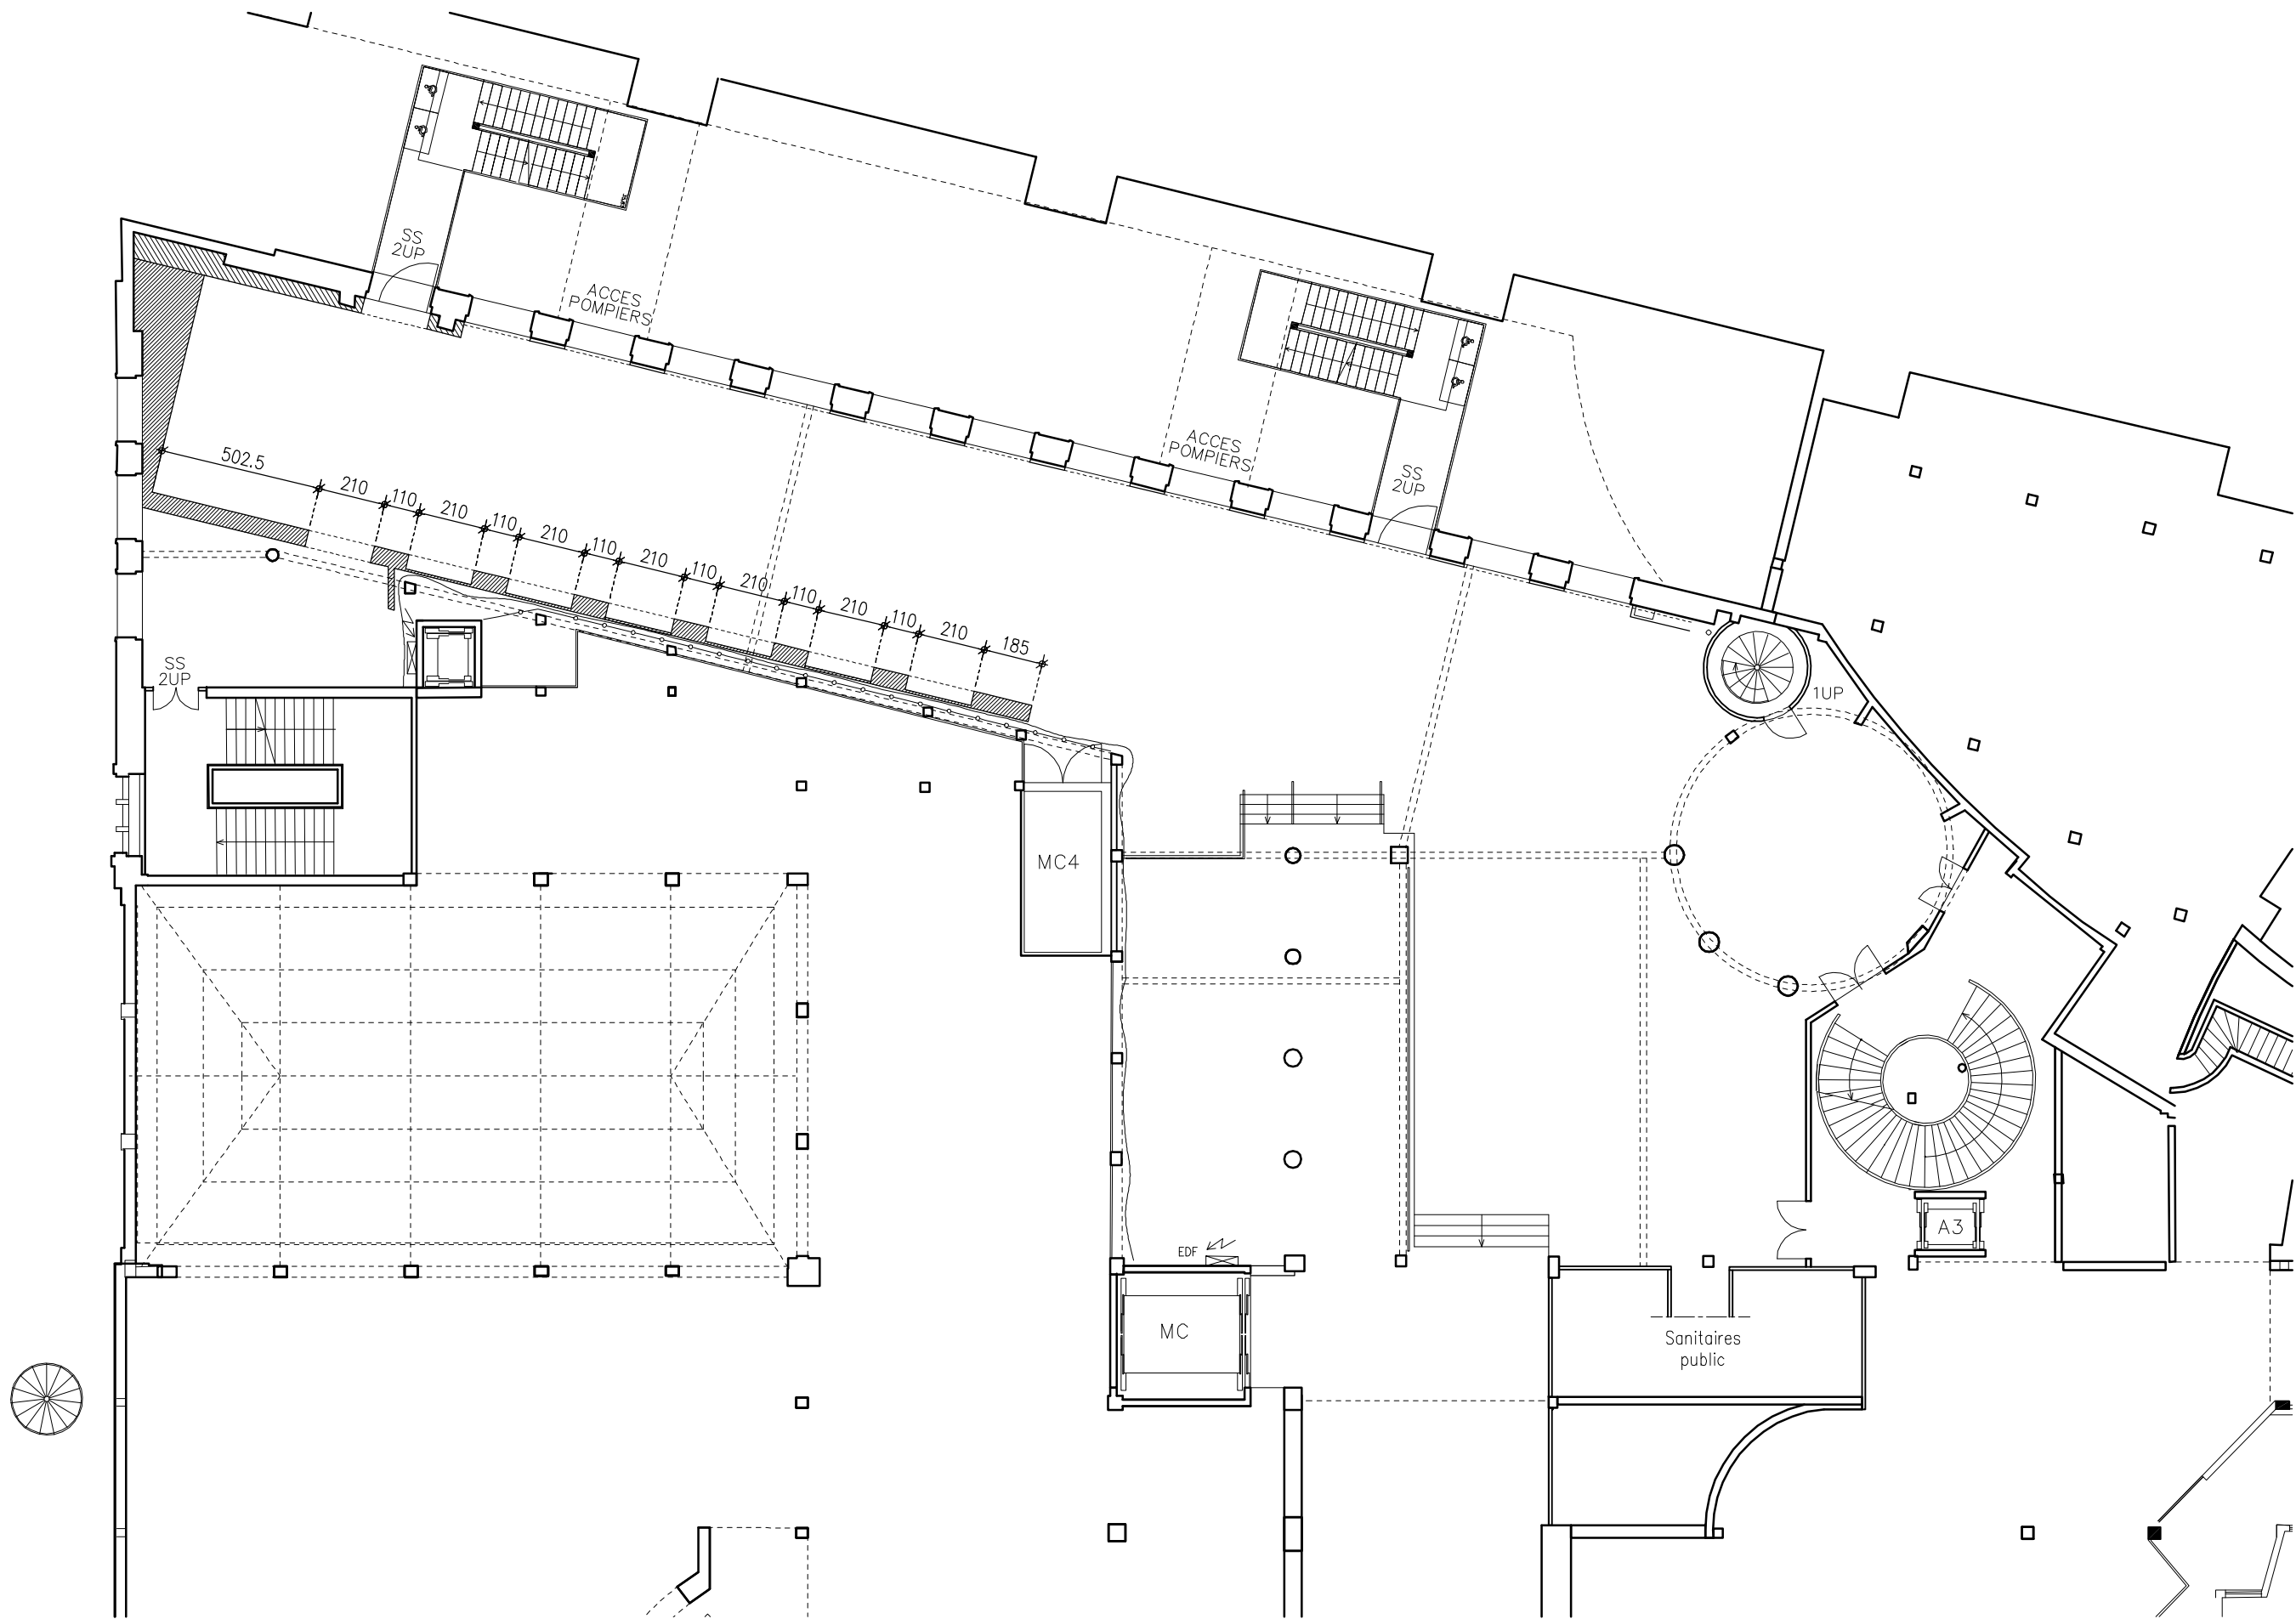 SS
2UP
ACCES
POMPIERS
ACCES
POMPIERS
SS
2UP
502.5
210
110
210
110
210
110
210
110
210
110
210
110
210
185
SS
2UP
1UP
MC4
A3
EDF
MC
Sanitaires
public